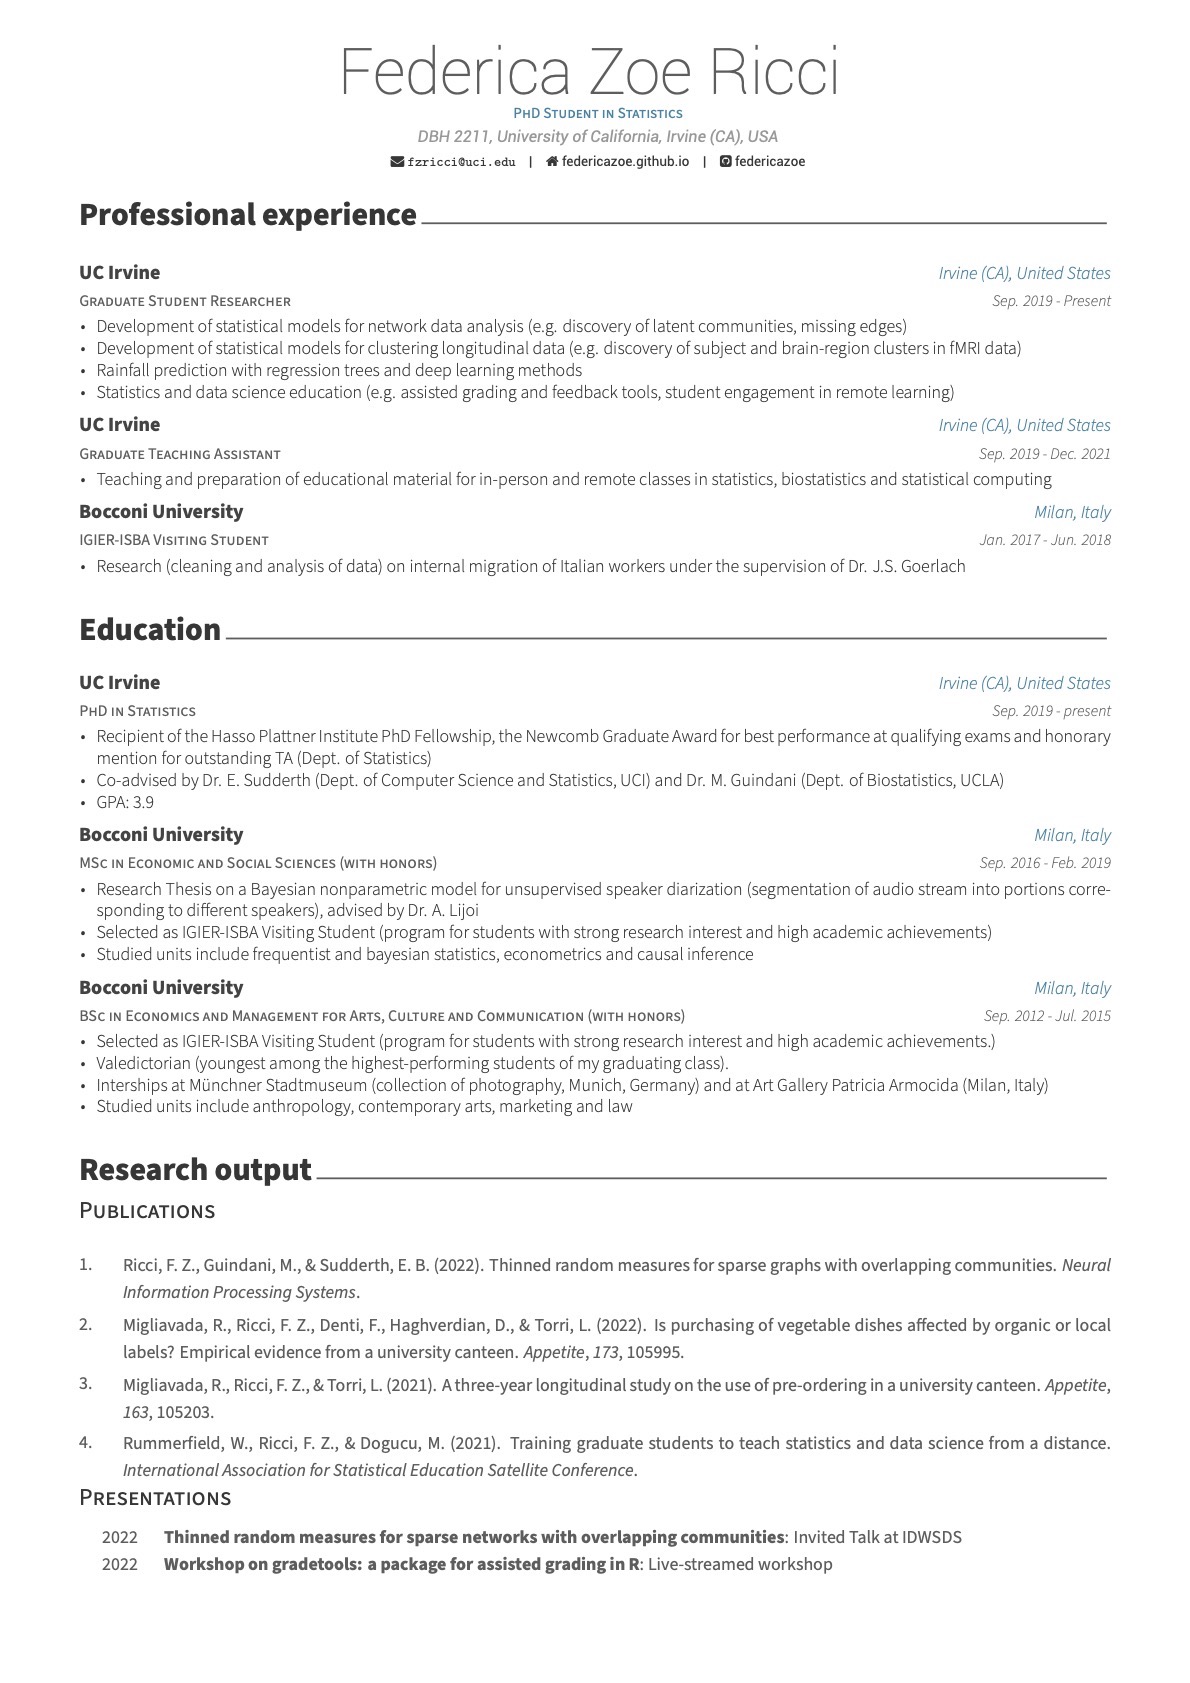 Federica Zoe Ricci
PhD Student in Statistics
DBH 2211, University of California, Irvine (CA), USA
fzricci@uci.edu | federicazoe.github.io | federicazoe
Professional experience
UC Irvine Irvine (CA), United States
Graduate Student Researcher Sep. 2019 - Present
• Development of statistical models for network data analysis (e.g. discovery of latent communities, missing edges)
• Development of statistical models for clustering longitudinal data (e.g. discovery of subject and brain-region clusters in fMRI data)
• Rainfall prediction with regression trees and deep learning methods
• Statistics and data science education (e.g. assisted grading and feedback tools, student engagement in remote learning)
UC Irvine Irvine (CA), United States
Graduate Teaching Assistant Sep. 2019 - Dec. 2021
• Teaching and preparation of educational material for in-person and remote classes in statistics, biostatistics and statistical computing
Bocconi University Milan, Italy
IGIER-ISBA Visiting Student Jan. 2017 - Jun. 2018
• Research (cleaning and analysis of data) on internal migration of Italian workers under the supervision of Dr. J.S. Goerlach
Education
UC Irvine Irvine (CA), United States
PhD in Statistics Sep. 2019 - present
• Recipient of the Hasso Plattner Institute PhD Fellowship, the Newcomb Graduate Award for best performance at qualifying exams and honorary
mention for outstanding TA (Dept. of Statistics)
• Co-advised by Dr. E. Sudderth (Dept. of Computer Science and Statistics, UCI) and Dr. M. Guindani (Dept. of Biostatistics, UCLA)
• GPA: 3.9
Bocconi University Milan, Italy
MSc in Economic and Social Sciences (with honors) Sep. 2016 - Feb. 2019
• Research Thesis on a Bayesian nonparametric model for unsupervised speaker diarization (segmentation of audio stream into portions corre-
sponding to different speakers), advised by Dr. A. Lijoi
• Selected as IGIER-ISBA Visiting Student (program for students with strong research interest and high academic achievements)
• Studied units include frequentist and bayesian statistics, econometrics and causal inference
Bocconi University Milan, Italy
BSc in Economics and Management for Arts, Culture and Communication (with honors) Sep. 2012 - Jul. 2015
• Selected as IGIER-ISBA Visiting Student (program for students with strong research interest and high academic achievements.)
• Valedictorian (youngest among the highest-performing students of my graduating class).
• Interships at Münchner Stadtmuseum (collection of photography, Munich, Germany) and at Art Gallery Patricia Armocida (Milan, Italy)
• Studied units include anthropology, contemporary arts, marketing and law
Research output
Publications
1. Ricci, F. Z., Guindani, M., & Sudderth, E. B. (2022). Thinned random measures for sparse graphs with overlapping communities. Neural
Information Processing Systems.
2. Migliavada, R., Ricci, F. Z., Denti, F., Haghverdian, D., & Torri, L. (2022). Is purchasing of vegetable dishes affected by organic or local
labels? Empirical evidence from a university canteen. Appetite, 173, 105995.
3. Migliavada, R., Ricci, F. Z., & Torri, L. (2021). A three-year longitudinal study on the use of pre-ordering in a university canteen. Appetite,
163, 105203.
4. Rummerfield, W., Ricci, F. Z., & Dogucu, M. (2021). Training graduate students to teach statistics and data science from a distance.
International Association for Statistical Education Satellite Conference.
Presentations
2022 Thinned random measures for sparse networks with overlapping communities: Invited Talk at IDWSDS
2022 Workshop on gradetools: a package for assisted grading in R: Live-streamed workshop